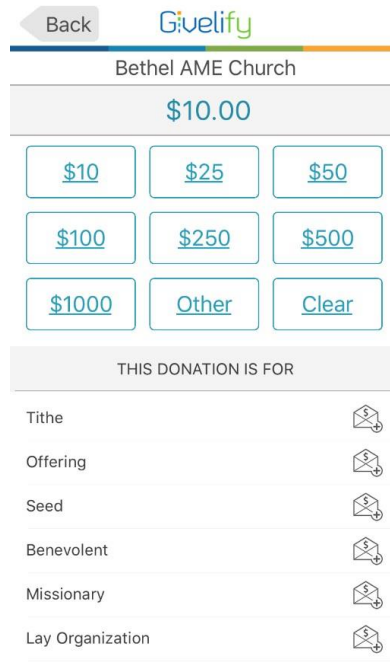 Back
Givelify
Bethel AME Church
$10.00
$10 $25 $50
$100 $250 $500
$1000 Other Clear
THIS DONATION IS FOR
Tithe
Offering
Seed
Benevolent
Missionary
Lay Organization